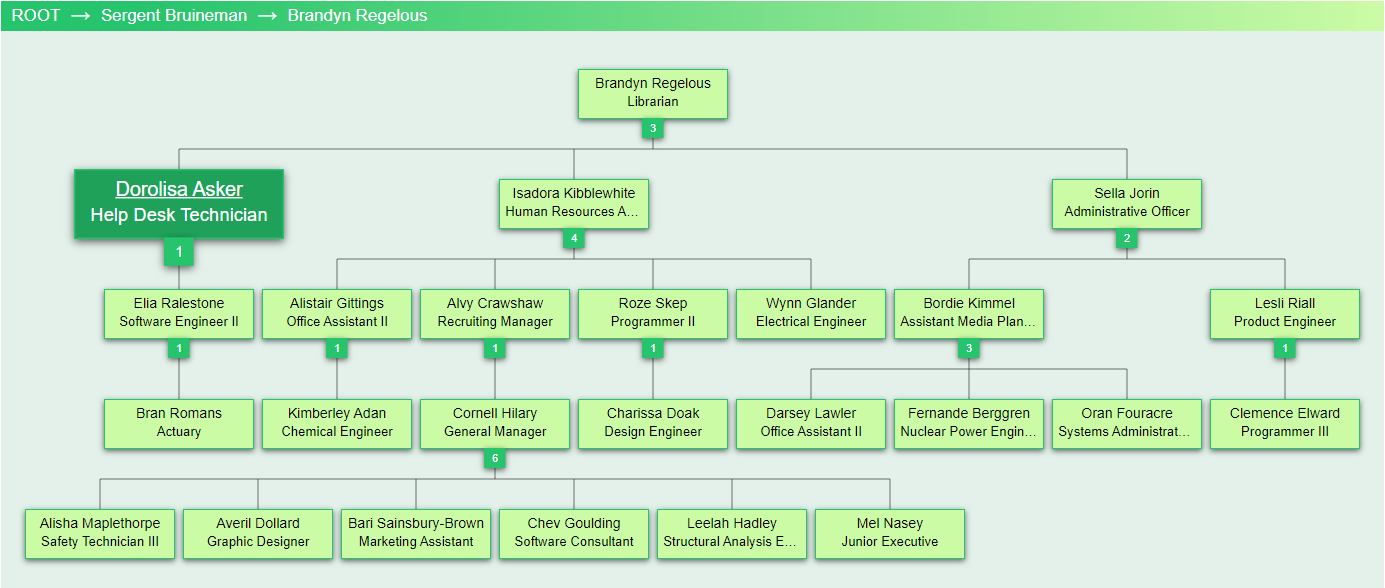 ROOT → Sergent Bruineman → Brandyn Regelous
Brandyn Regelous
Librarian
3
Dorolisa Asker
Help Desk Technician
1
Isadora Kibblewhite
Human Resources A...
4
Sella Jorin
Administrative Officer
2
Elia Ralestone
Software Engineer II
1
Alistair Gittings
Office Assistant II
1
Alvy Crawshaw
Recruiting Manager
1
Roze Skep
Programmer II
1
Wynn Glander
Electrical Engineer
Bordie Kimmel
Assistant Media Plan...
3
Lesli Riall
Product Engineer
1
Bran Romans
Actuary
Kimberley Adan
Chemical Engineer
Cornell Hilary
General Manager
6
Charissa Doak
Design Engineer
Darsey Lawler
Office Assistant II
Fernande Berggren
Nuclear Power Engin...
Oran Fouracre
Systems Administrat...
Clemence Elward
Programmer III
Alisha Maplethorpe
Safety Technician III
Averil Dollard
Graphic Designer
Bari Sainsbury-Brown
Marketing Assistant
Chev Goulding
Software Consultant
Leelah Hadley
Structural Analysis E...
Mel Nasey
Junior Executive